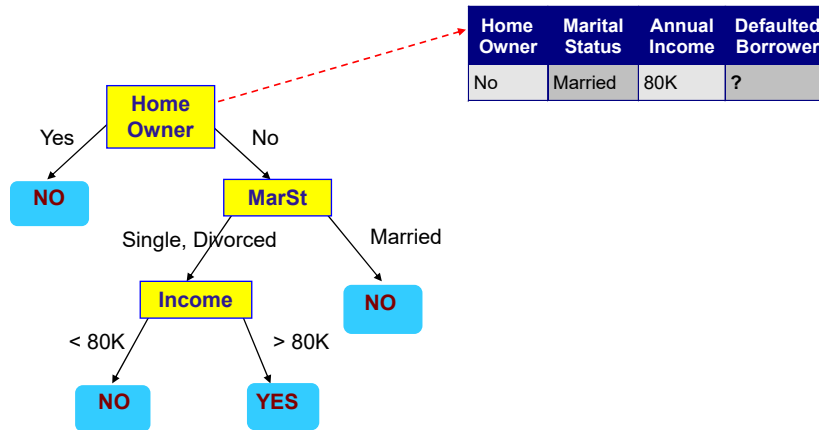 Home Owner Marital Status Annual Income Defaulted Borrower
No Married 80K ?
Home
Owner
Yes No
NO MarSt
Single, Divorced Married
Income NO
< 80K > 80K
NO YES